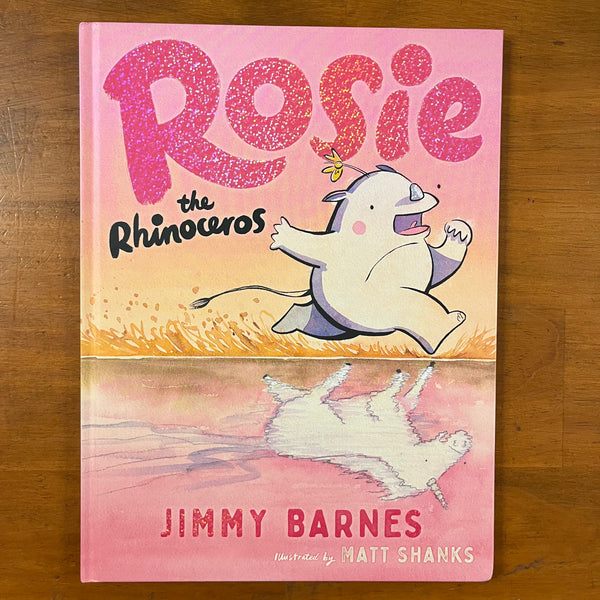 Rosie
the
Rhinoceros
JIMMY BARNES
Illustrated by MATT SHANKS